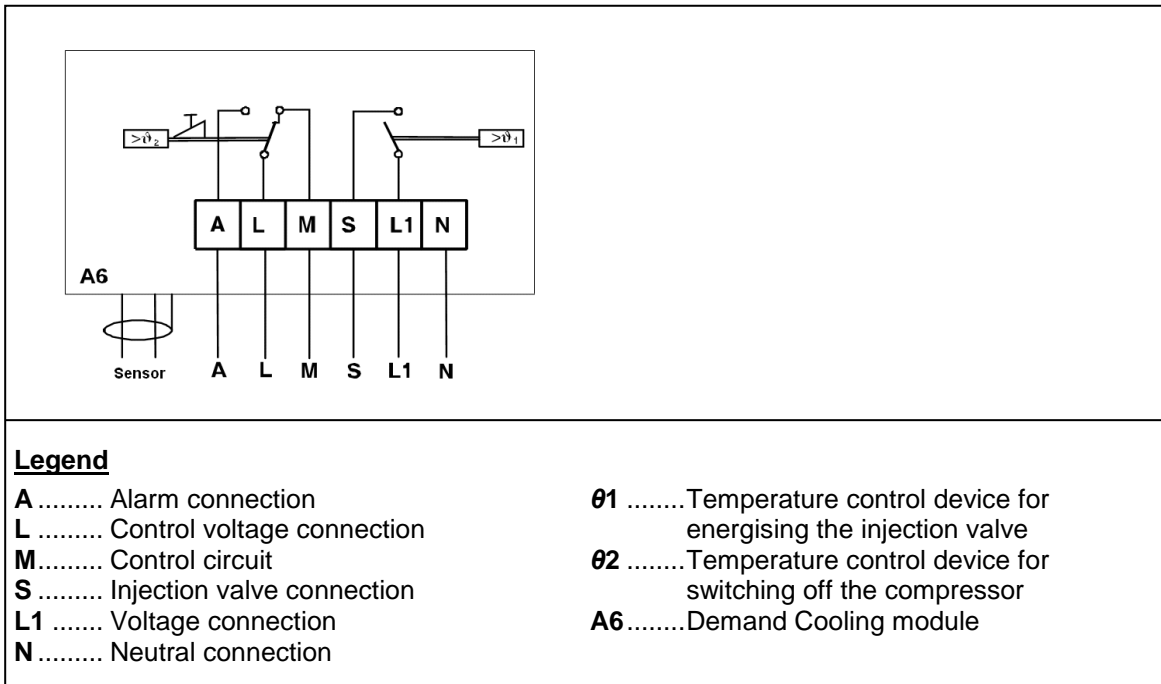 >ϑ2
>ϑ1
A L M S L1 N
A6
Sensor A L M S L1 N
Legend
A ......... Alarm connection
L ......... Control voltage connection
M ......... Control circuit
S ......... Injection valve connection
L1 ....... Voltage connection
N ......... Neutral connection
θ1 ........Temperature control device for
energising the injection valve
θ2 ........Temperature control device for
switching off the compressor
A6 ........Demand Cooling module